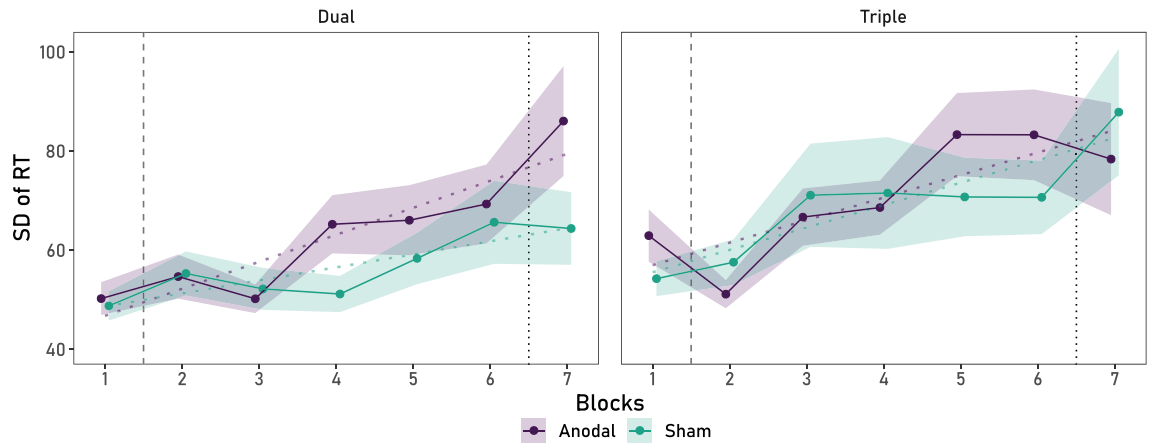 Dual Triple
100
80
60
40
SD of RT
1 2 3 4 5 6 7 1 2 3 4 5 6 7
Blocks
Anodal Sham